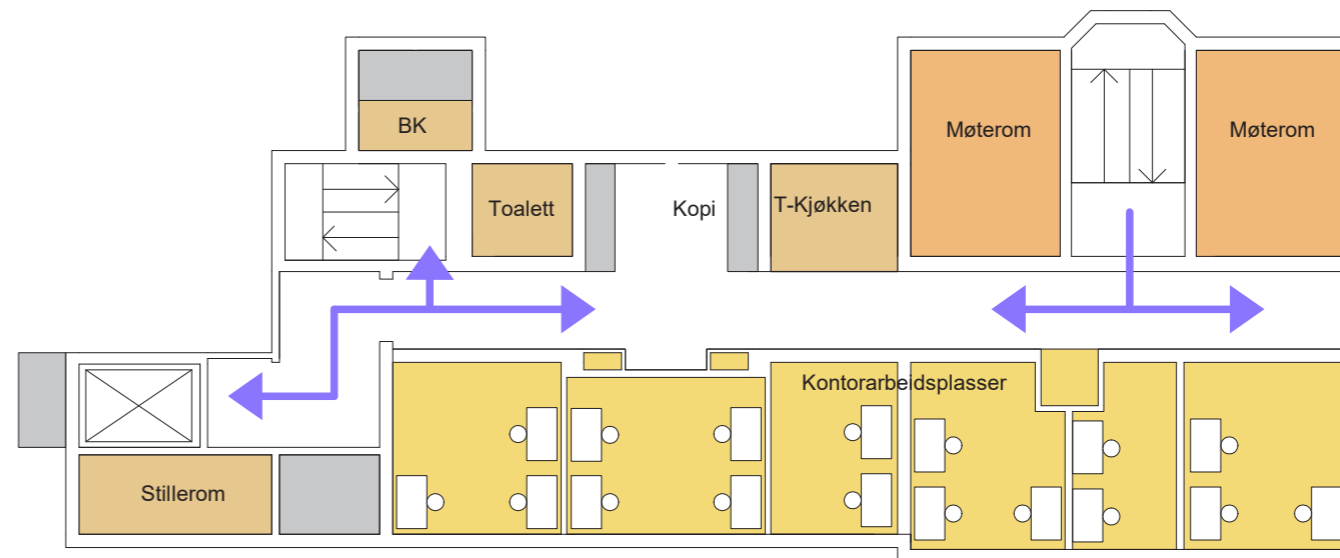 BK
Møterom
Møterom
Toalett
Kopi
T-Kjøkken
Kontorarbeidsplasser
Stillerom